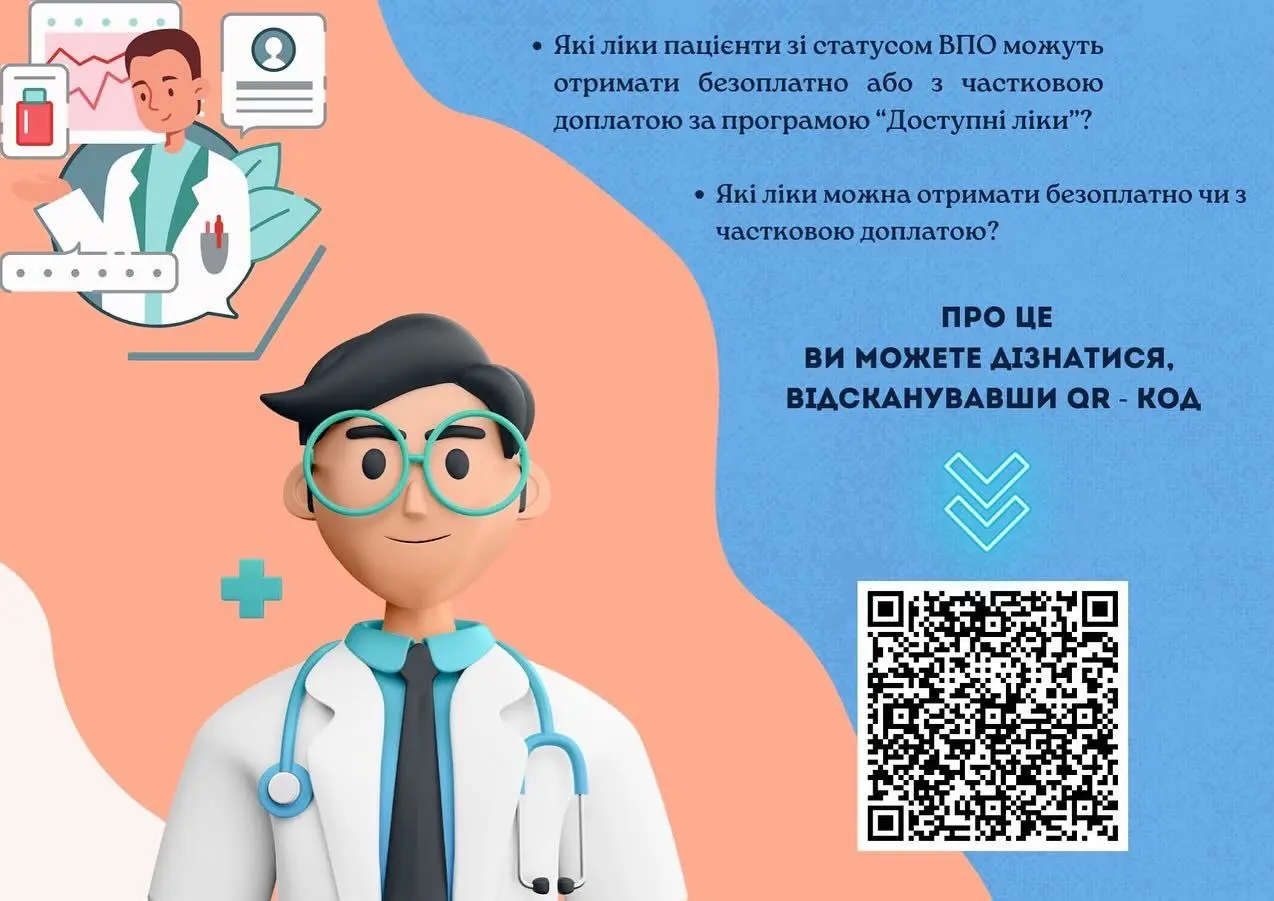 • Які ліки пацієнти зі статусом ВПО можуть
отримати безоплатно або з частковою
доплатою за програмою “Доступні ліки”?
• Які ліки можна отримати безоплатно чи з
частковою доплатою?
ПРО ЦЕ
ВИ МОЖЕТЕ ДІЗНАТИСЯ,
ВІДСКАНУВАВШИ QR - КОД